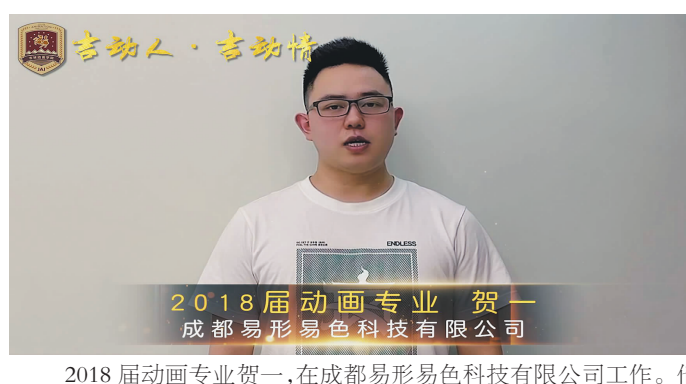 吉动人·吉动情
JAI
ENDLESS
2018届动画专业 贺一
成都易形易色科技有限公司
2018 届动画专业贺一,在成都易形易色科技有限公司工作。